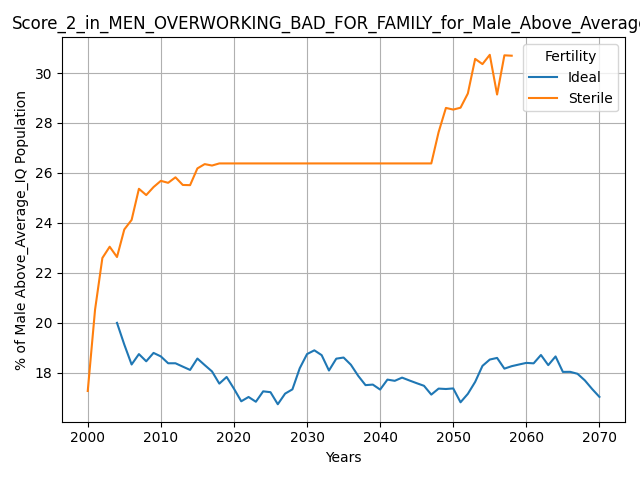 Score_2_in_MEN_OVERWORKING_BAD_FOR_FAMILY_for_Male_Above_Average
Fertility
Ideal
Sterile
% of Male Above_Average_IQ Population
30
28
26
24
22
20
18
2000 2010 2020 2030 2040 2050 2060 2070
Years